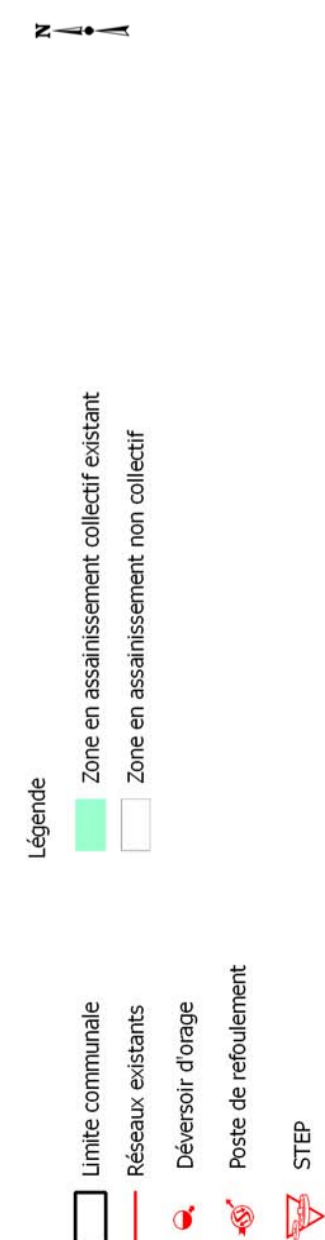 N
Légende
Limite communale
Réseaux existants
Déversoir d'orage
Poste de refoulement
STEP
Zone en assainissement collectif existant
Zone en assainissement non collectif